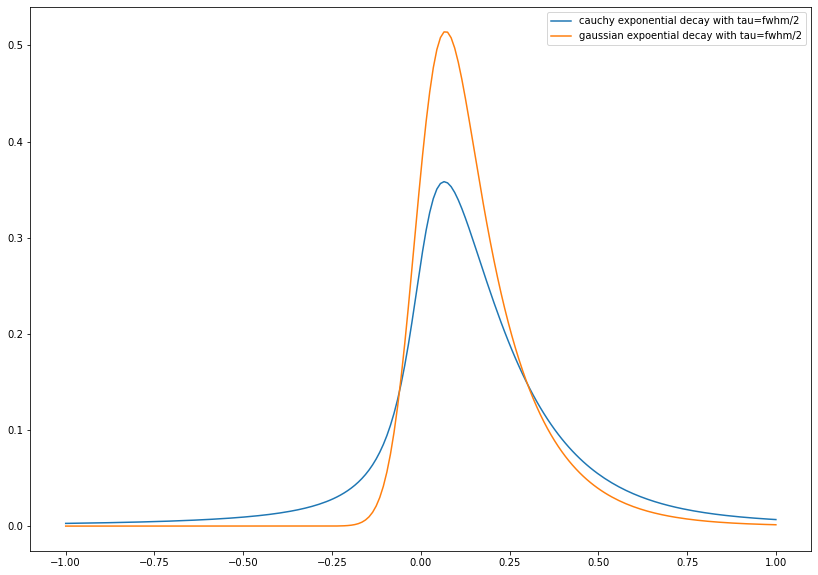 cauchy exponential decay with tau=fwhm/2
gaussian expoential decay with tau=fwhm/2
0.5
0.4
0.3
0.2
0.1
0.0
−1.00 −0.75 −0.50 −0.25 0.00 0.25 0.50 0.75 1.00